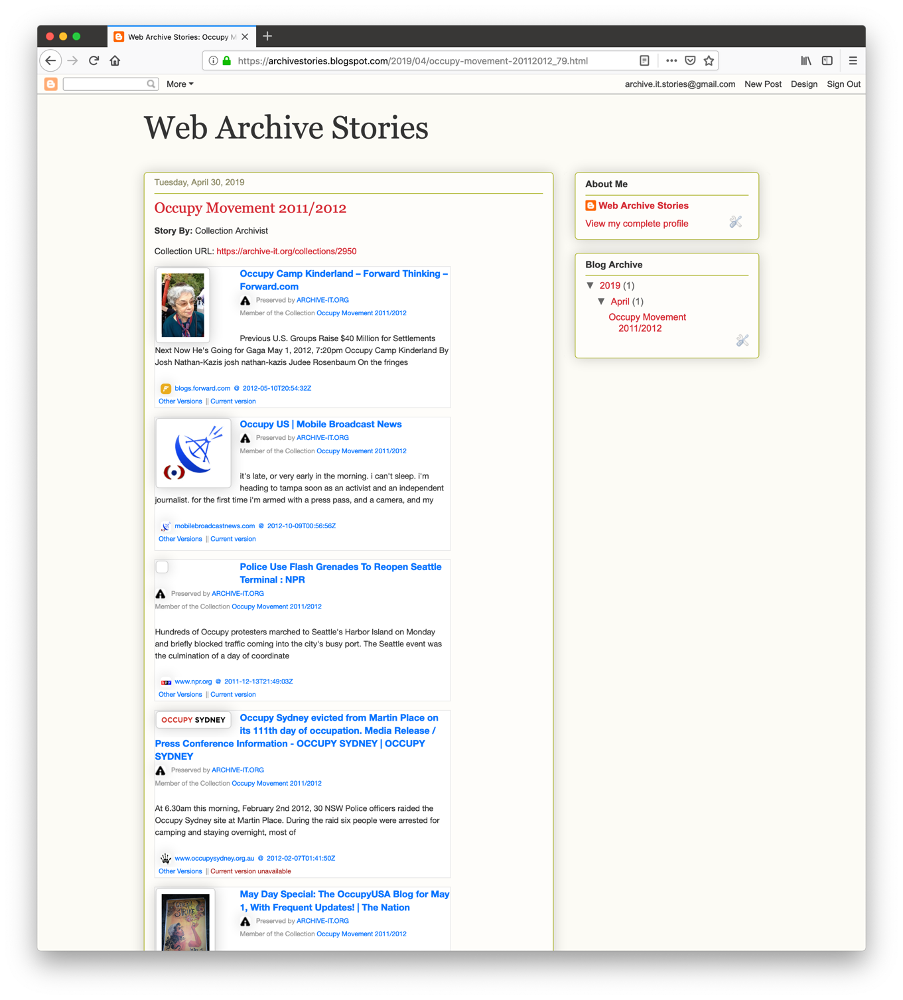 Web Archive Stories: Occupy M
https://archivestories.blogspot.com/2019/04/occupy-movement-20112012_79.html
More
archive.it.stories@gmail.com New Post Design Sign Out
Web Archive Stories
Tuesday, April 30, 2019
Occupy Movement 2011/2012
Story By: Collection Archivist
Collection URL: https://archive-it.org/collections/2950
Occupy Camp Kinderland – Forward Thinking –
Forward.com
Preserved by ARCHIVE-IT.ORG
Member of the Collection Occupy Movement 2011/2012
Previous U.S. Groups Raise $40 Million for Settlements
Next Now He's Going for Gaga May 1, 2012, 7:20pm Occupy Camp Kinderland By
Josh Nathan-Kazis josh nathan-kazis Judee Rosenbaum On the fringes
blogs.forward.com @ 2012-05-10T20:54:32Z
Other Versions || Current version
Occupy US | Mobile Broadcast News
Preserved by ARCHIVE-IT.ORG
Member of the Collection Occupy Movement 2011/2012
it's late, or very early in the morning. i can't sleep. i'm
heading to tampa soon as an activist and an independent
journalist. for the first time i'm armed with a press pass, and a camera, and my
mobilebroadcastnews.com @ 2012-10-09T00:56:56Z
Other Versions || Current version
Police Use Flash Grenades To Reopen Seattle
Terminal : NPR
Preserved by ARCHIVE-IT.ORG
Member of the Collection Occupy Movement 2011/2012
Hundreds of Occupy protesters marched to Seattle's Harbor Island on Monday
and briefly blocked traffic coming into the city's busy port. The Seattle event was
the culmination of a day of coordinate
npr
www.npr.org @ 2011-12-13T21:49:03Z
Other Versions || Current version
OCCUPY SYDNEY
Occupy Sydney evicted from Martin Place on
its 111th day of occupation. Media Release /
Press Conference Information - OCCUPY SYDNEY | OCCUPY
SYDNEY
Preserved by ARCHIVE-IT.ORG
Member of the Collection Occupy Movement 2011/2012
At 6.30am this morning, February 2nd 2012, 30 NSW Police officers raided the
Occupy Sydney site at Martin Place. During the raid six people were arrested for
camping and staying overnight, most of
www.occupysydney.org.au @ 2012-02-07T01:41:50Z
Other Versions || Current version unavailable
GENERAL
STRIKE
May Day Special: The OccupyUSA Blog for May
1, With Frequent Updates! | The Nation
Preserved by ARCHIVE-IT.ORG
Member of the Collection Occupy Movement 2011/2012
About Me
Web Archive Stories
View my complete profile
Blog Archive
▼ 2019 (1)
▼ April (1)
Occupy Movement
2011/2012